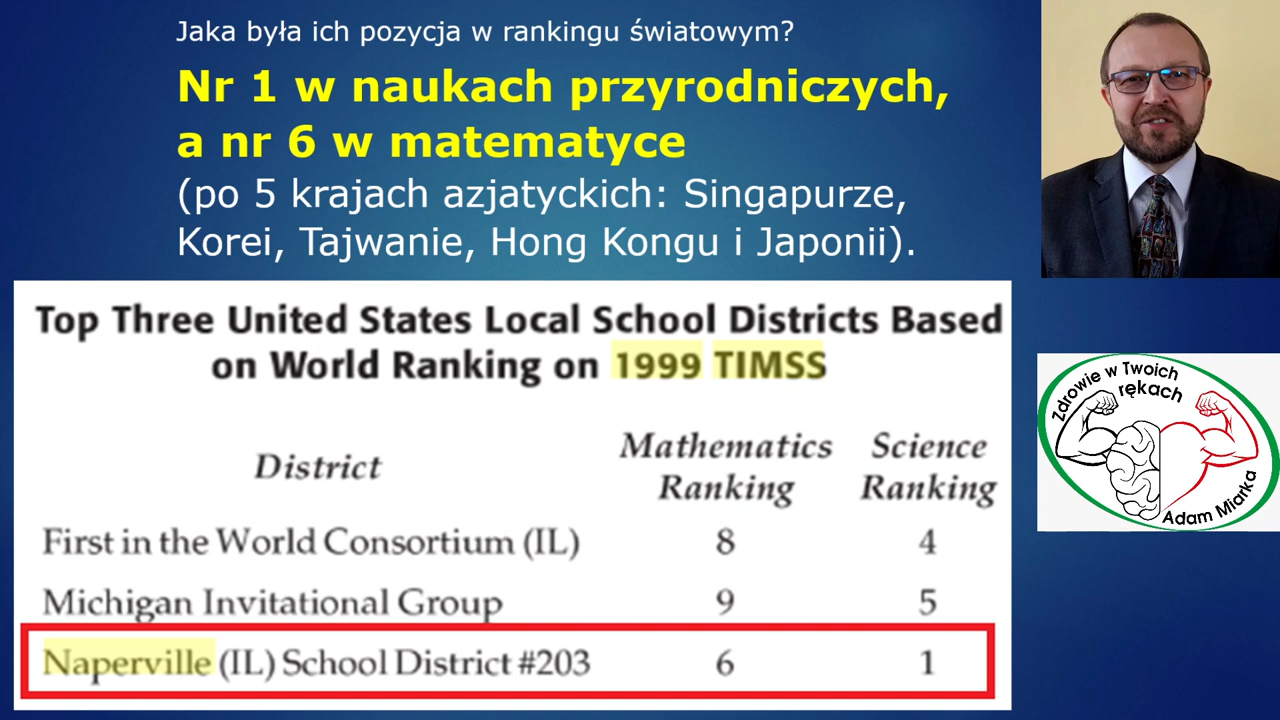 Jaka była ich pozycja w rankingu światowym?
Nr 1 w naukach przyrodniczych,
a nr 6 w matematyce
(po 5 krajach azjatyckich: Singapurze,
Korei, Tajwanie, Hong Kongu i Japonii).
Top Three United States Local School Districts Based
on World Ranking on 1999 TIMSS
District Mathematics Ranking Science Ranking
First in the World Consortium (IL) 8 4
Michigan Invitational Group 9 5
Naperville (IL) School District #203 6 1
Zdrowie w Twoich
rękach
Adam Miarka